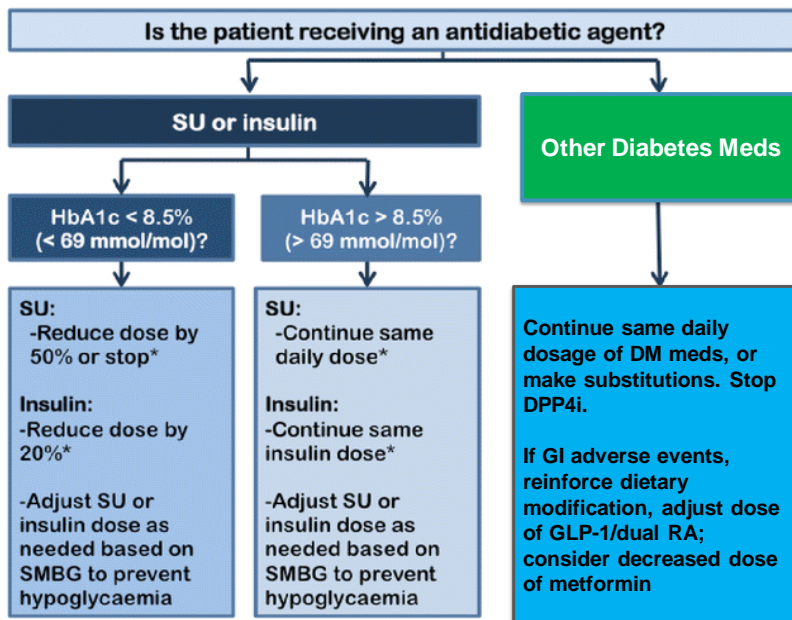 Is the patient receiving an antidiabetic agent?
SU or insulin
Other Diabetes Meds
HbA1c < 8.5%
(< 69 mmol/mol)?
HbA1c > 8.5%
(> 69 mmol/mol)?
SU:
-Reduce dose by
50% or stop*
Insulin:
-Reduce dose by
20%*
-Adjust SU or
insulin dose as
needed based on
SMBG to prevent
hypoglycaemia
SU:
-Continue same
daily dose*
Insulin:
-Continue same
insulin dose*
-Adjust SU or
insulin dose as
needed based on
SMBG to prevent
hypoglycaemia
Continue same daily
dosage of DM meds, or
make substitutions. Stop
DPP4i.
If GI adverse events,
reinforce dietary
modification, adjust dose
of GLP-1/dual RA;
consider decreased dose
of metformin